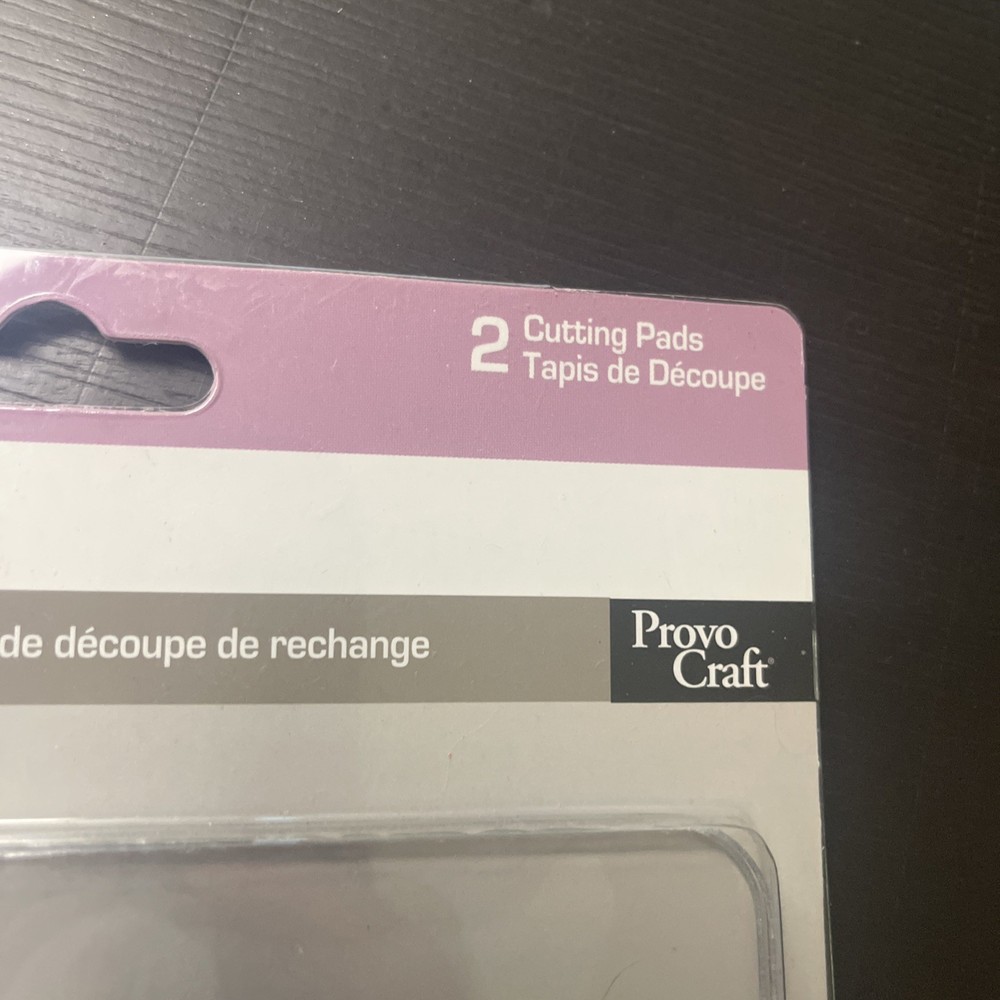 2 Cutting Pads
Tapis de Découpe
de découpe de rechange
Provo
Craft®